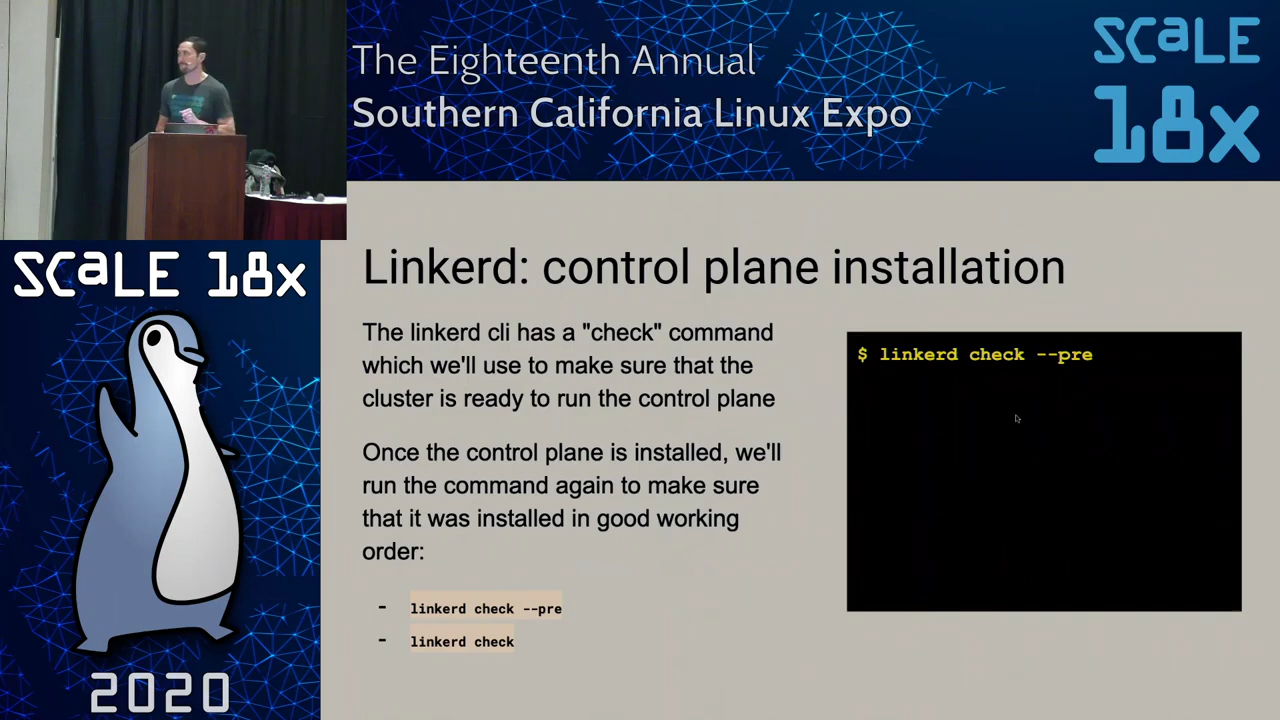 The Eighteenth Annual
Southern California Linux Expo
SCaLE
18x
SCaLE 18x
2020
Linkerd: control plane installation
The linkerd cli has a "check" command
which we'll use to make sure that the
cluster is ready to run the control plane
Once the control plane is installed, we'll
run the command again to make sure
that it was installed in good working
order:
- linkerd check --pre
- linkerd check
$ linkerd check --pre